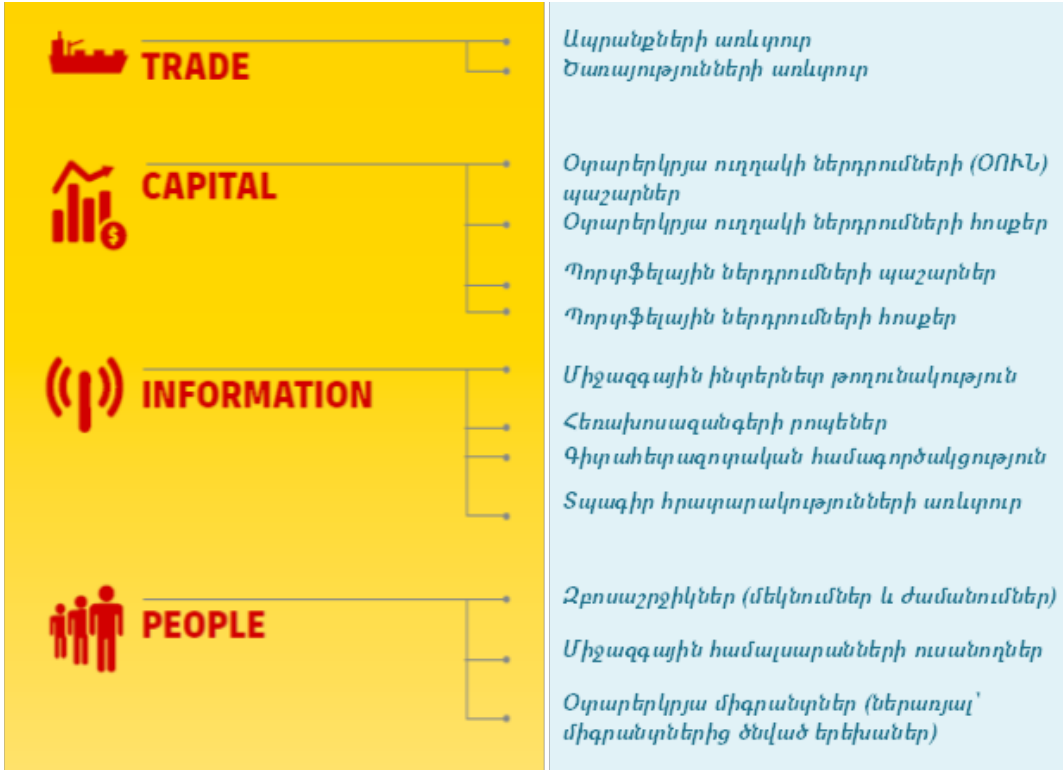 TRADE
Ապրանքների առևտուր
Ծառայությունների առևտուր
CAPITAL
Օտարերկրյա ուղղակի ներդրումների (ՕՈՒՆ)
պաշարներ
Օտարերկրյա ուղղակի ներդրումների հոսքեր
Պորտֆելային ներդրումների պաշարներ
Պորտֆելային ներդրումների հոսքեր
INFORMATION
Միջազգային ինտերնետ թողունակություն
Հեռախոսազանգերի րոպեներ
Գիտահետազոտական համագործակցություն
Տպագիր հրատարակությունների առևտուր
PEOPLE
Զբոսաշրջիկներ (մեկնումներ և ժամանումներ)
Միջազգային համալսարանների ուսանողներ
Օտարերկրյա միգրանտներ (ներառյալ՝
միգրանտներից ծնված երեխաներ)